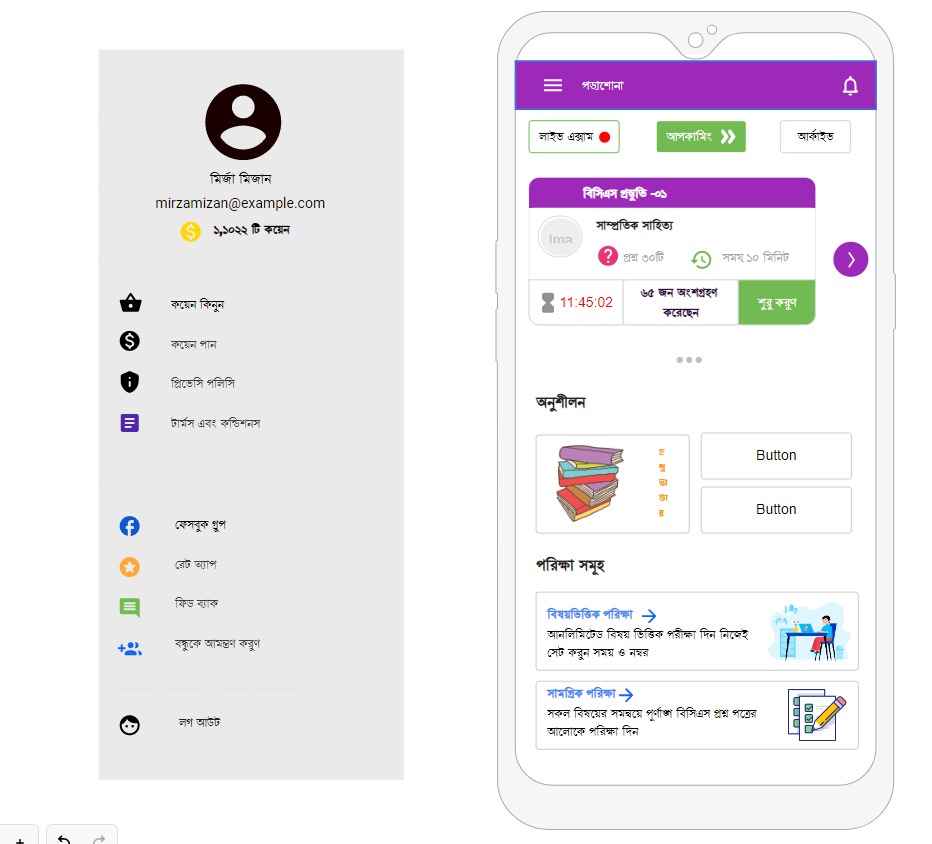 মির্জা মিজান
mirzamizan@example.com
১,১০২২ টি কয়েন
কয়েন কিনুন
কয়েন পান
প্রিভেসি পলিসি
টার্মস এবং কন্ডিশনস
ফেসবুক গ্রুপ
রেট অ্যাপ
ফিড ব্যাক
বন্ধুকে আমন্ত্রণ করুণ
লগ আউট
পড়াশোনা
লাইভ এক্সাম
আপকামিং
আর্কাইভ
বিসিএস প্রস্তুতি -০১
Ima
সাম্প্রতিক সাহিত্য
প্রশ্ন ৩০টি
সময় ১০ মিনিট
11:45:02
৬৫ জন অংশগ্রহণ
করেছেন
শুরু করুণ
অনুশীলন
প্র
শ্ন
ভা
ন্ডা
র
Button
Button
পরিক্ষা সমূহ
বিষয়ভিত্তিক পরিক্ষা
আনলিমিটেড বিষয় ভিত্তিক পরীক্ষা দিন নিজেই
সেট করুন সময় ও নম্বর
সামগ্রিক পরিক্ষা
সকল বিষয়ের সমন্বয়ে পূর্ণাঙ্গ বিসিএস প্রশ্ন পত্রের
আলোকে পরিক্ষা দিন